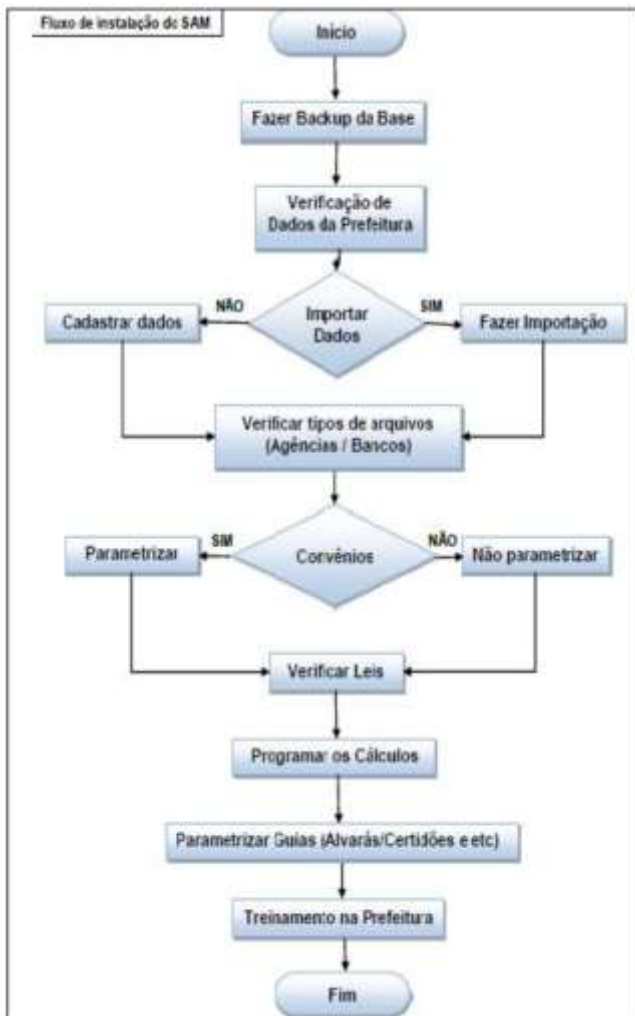 Fluxo de instalação do SAM
Início
Fazer Backup da Base
Verificação de
Dados da Prefeitura
Importar
Dados
NÃO
SIM
Cadastrar dados
Fazer Importação
Verificar tipos de arquivos
(Agências / Bancos)
Convênios
SIM
NÃO
Parametrizar
Não parametrizar
Verificar Leis
Programar os Cálculos
Parametrizar Guias (Alvarás/Certidões e etc)
Treinamento na Prefeitura
Fim